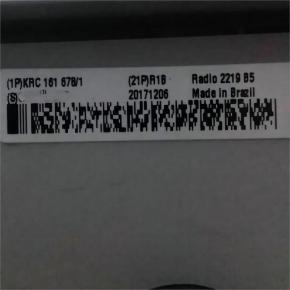 (1P)KRC 161 678/1 (21P)R1B Radio 2219 B5
(S) 20171206 Made in Brazil